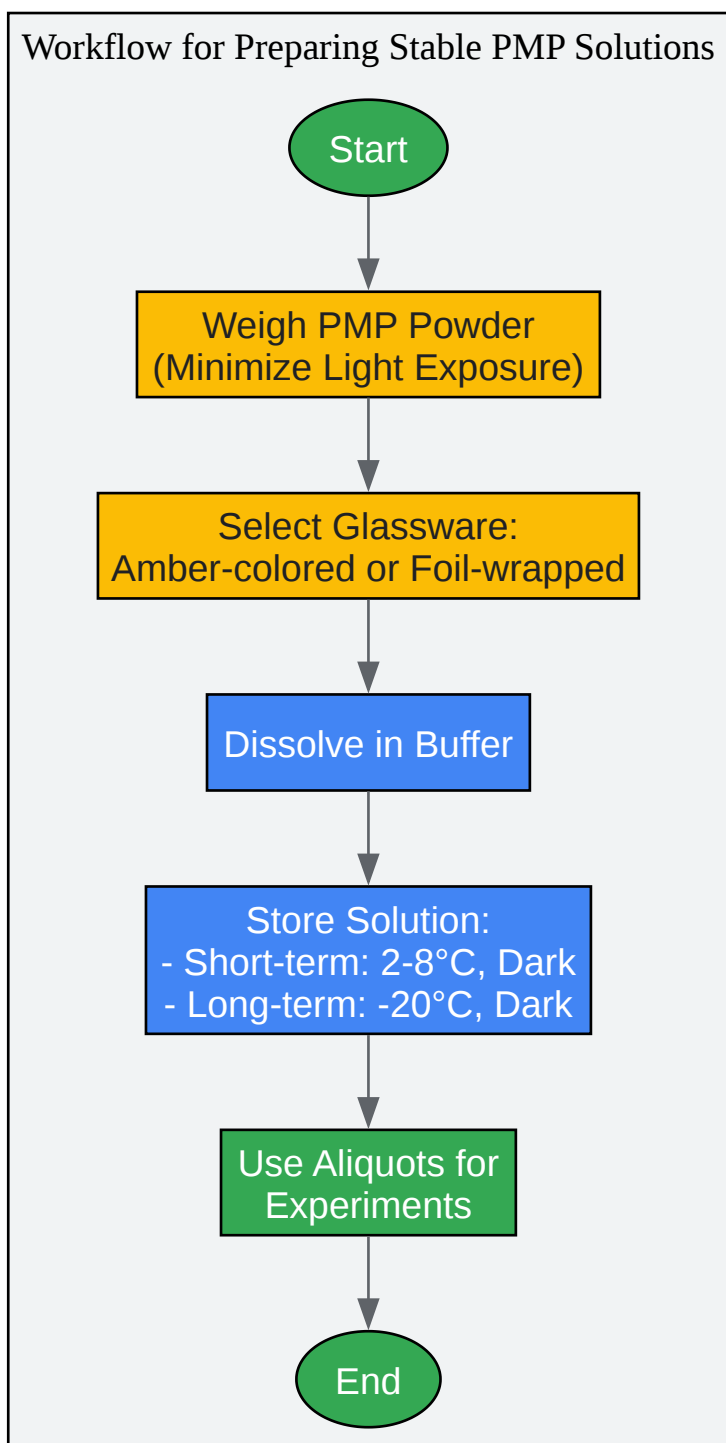 Workflow for Preparing Stable PMP Solutions
Start
Weigh PMP Powder
(Minimize Light Exposure)
Select Glassware:
Amber-colored or Foil-wrapped
Dissolve in Buffer
Store Solution:
- Short-term: 2-8°C, Dark
- Long-term: -20°C, Dark
Use Aliquots for
Experiments
End